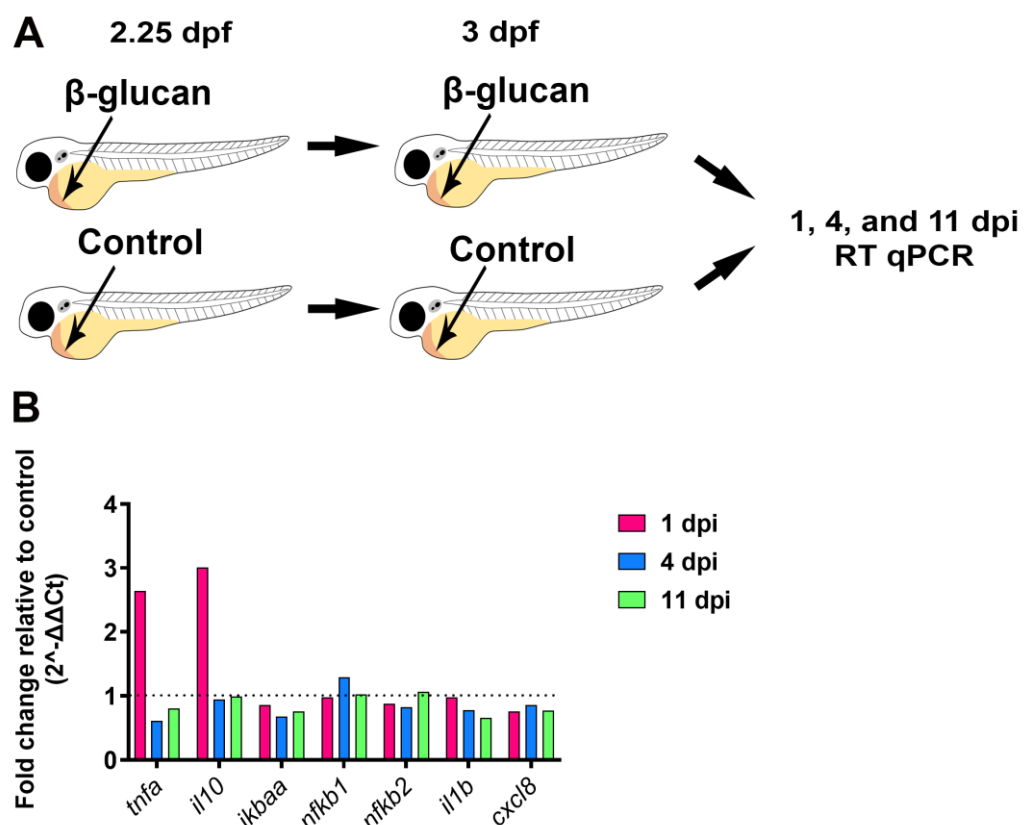 A
2.25 dpf
3 dpf
β-glucan
β-glucan
Control
Control
1, 4, and 11 dpi
RT qPCR
B
Fold change relative to control
(2^-ΔΔCt)
4
3
2
1
0
tnfa
il10
ikbaa
nfkb1
nfkb2
il1b
cxcl8
1 dpi
4 dpi
11 dpi